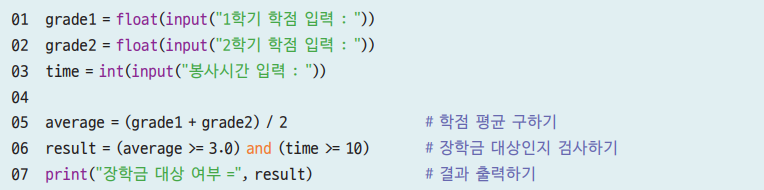 01 grade1 = float(input("1학기 학점 입력 : "))
02 grade2 = float(input("2학기 학점 입력 : "))
03 time = int(input("봉사시간 입력 : "))
04
05 average = (grade1 + grade2) / 2 # 학점 평균 구하기
06 result = (average >= 3.0) and (time >= 10) # 장학금 대상인지 검사하기
07 print("장학금 대상 여부 =", result) # 결과 출력하기